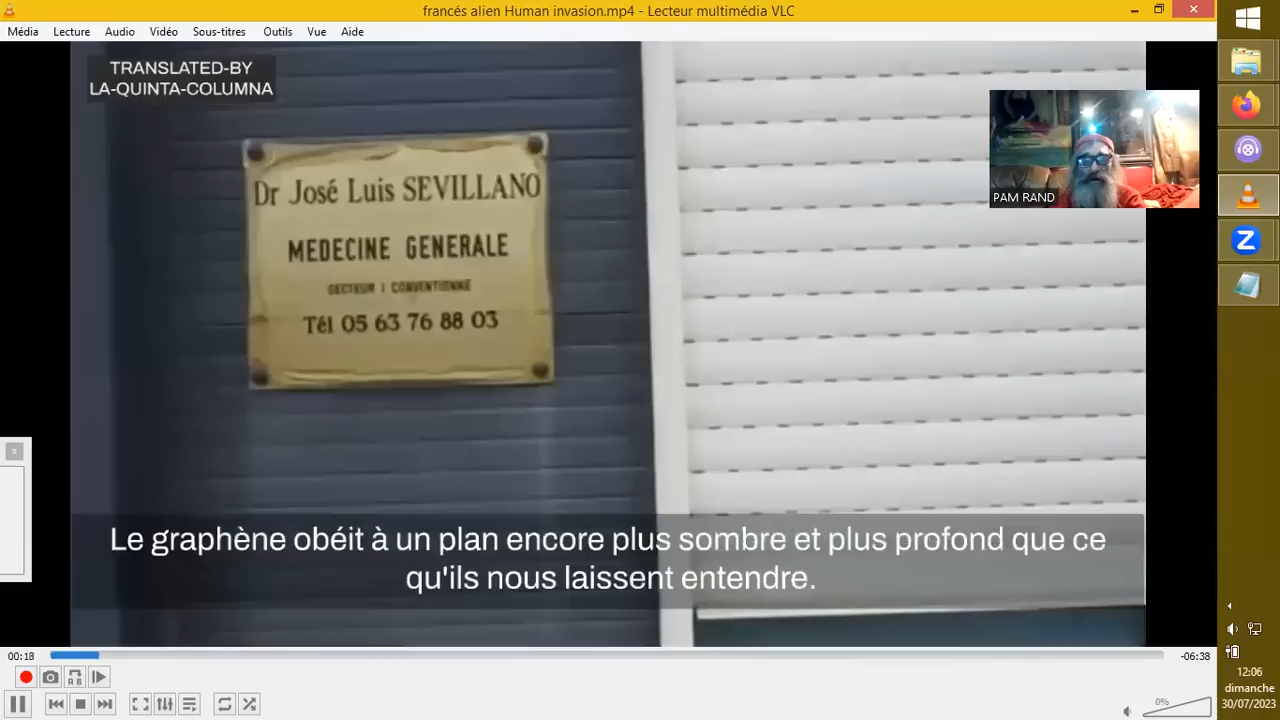 francés alien Human invasion.mp4 - Lecteur multimédia VLC
Média Lecture Audio Vidéo Sous-titres Outils Vue Aide
TRANSLATED-BY
LA-QUINTA-COLUMNA
Dr José Luis SEVILLANO
MEDECINE GENERALE
SECTEUR I CONVENTIONNE
Tél 05 63 76 88 03
PAM RAND
Le graphène obéit à un plan encore plus sombre et plus profond que ce
qu'ils nous laissent entendre.
00:18
-06:38
0%
12:06
dimanche
30/07/2023